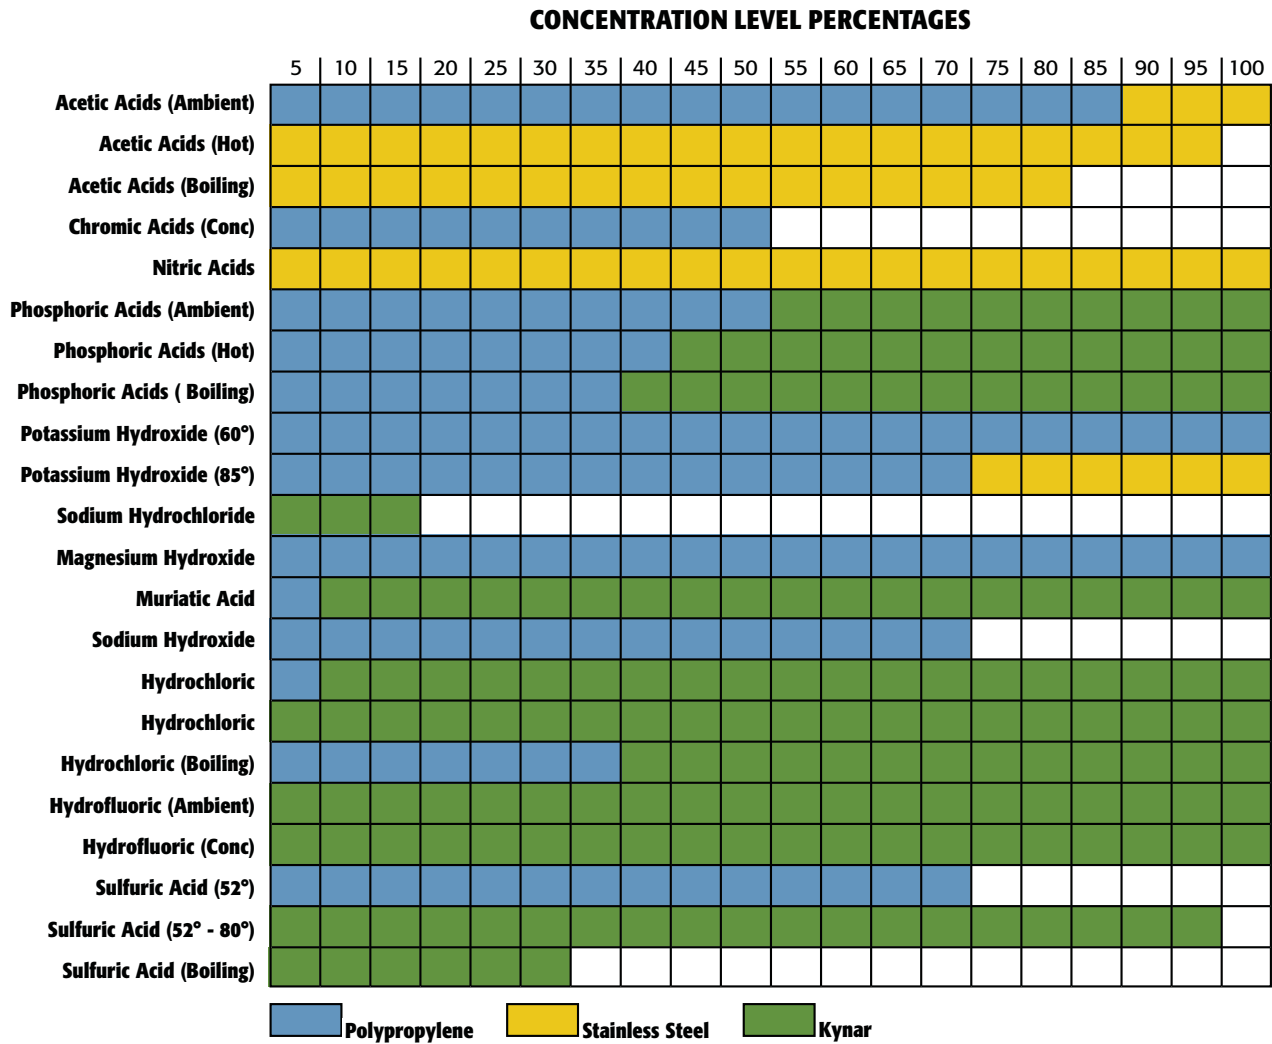 CONCENTRATION LEVEL PERCENTAGES
5 10 15 20 25 30 35 40 45 50 55 60 65 70 75 80 85 90 95 100
Acetic Acids (Ambient)
Acetic Acids (Hot)
Acetic Acids (Boiling)
Chromic Acids (Conc)
Nitric Acids
Phosphoric Acids (Ambient)
Phosphoric Acids (Hot)
Phosphoric Acids ( Boiling)
Potassium Hydroxide (60°)
Potassium Hydroxide (85°)
Sodium Hydrochloride
Magnesium Hydroxide
Muriatic Acid
Sodium Hydroxide
Hydrochloric
Hydrochloric
Hydrochloric (Boiling)
Hydrofluoric (Ambient)
Hydrofluoric (Conc)
Sulfuric Acid (52°)
Sulfuric Acid (52° - 80°)
Sulfuric Acid (Boiling)
Polypropylene Stainless Steel Kynar